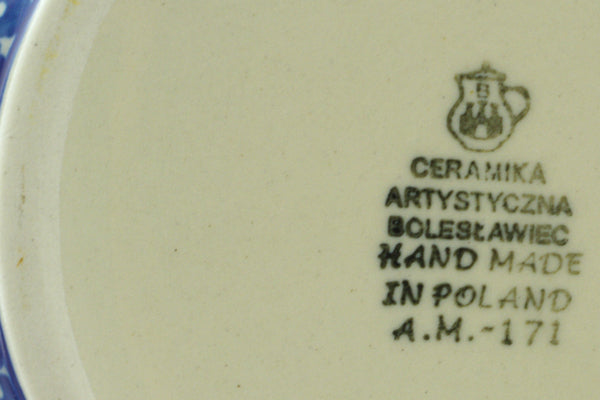 B
CERAMIKA
ARTYSTYCZNA
BOLESŁAWIEC
HAND MADE
IN POLAND
A.M.-171